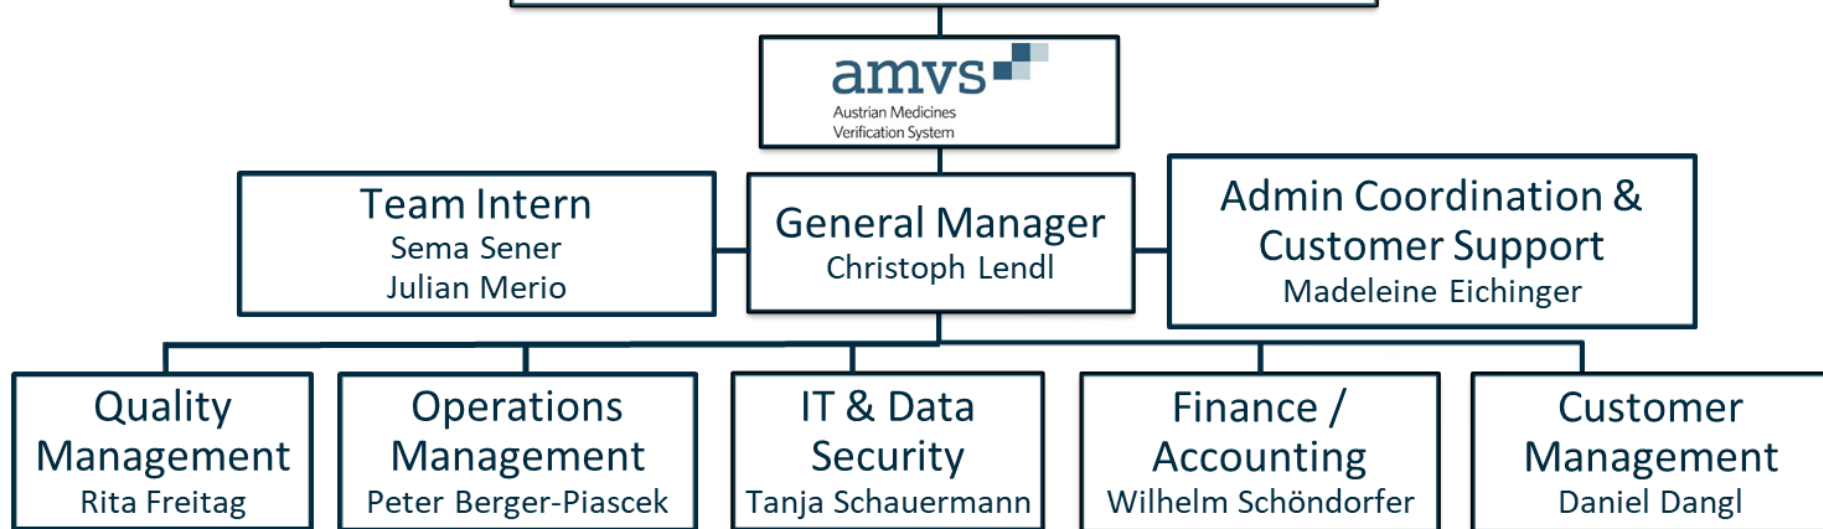 amvs
Austrian Medicines
Verification System
Team Intern
Sema Sener
Julian Merio
General Manager
Christoph Lendl
Admin Coordination &
Customer Support
Madeleine Eichinger
Quality
Management
Rita Freitag
Operations
Management
Peter Berger-Piascek
IT & Data
Security
Tanja Schauermann
Finance /
Accounting
Wilhelm Schöndorfer
Customer
Management
Daniel Dangl